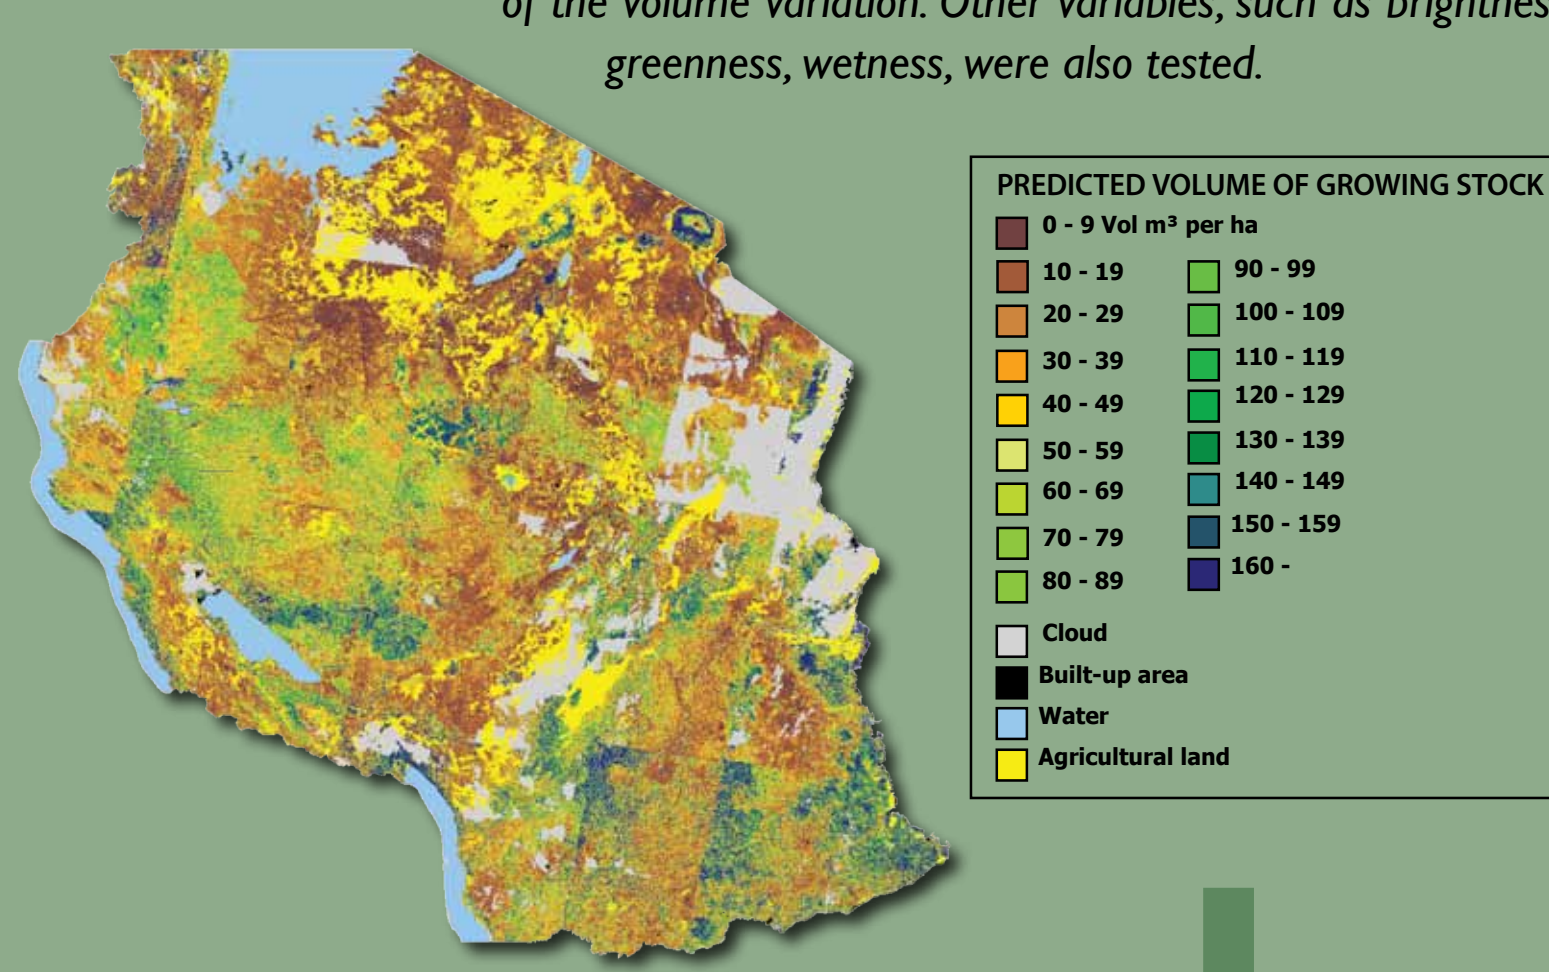 of the volume variation. Other variables, such as
greenness, wetness, were also tested.
PREDICTED VOLUME OF GROWING STOCK
0 - 9 Vol m³ per ha
10 - 19
20 - 29
30 - 39
40 - 49
50 - 59
60 - 69
70 - 79
80 - 89
90 - 99
100 - 109
110 - 119
120 - 129
130 - 139
140 - 149
150 - 159
160 -
Cloud
Built-up area
Water
Agricultural land